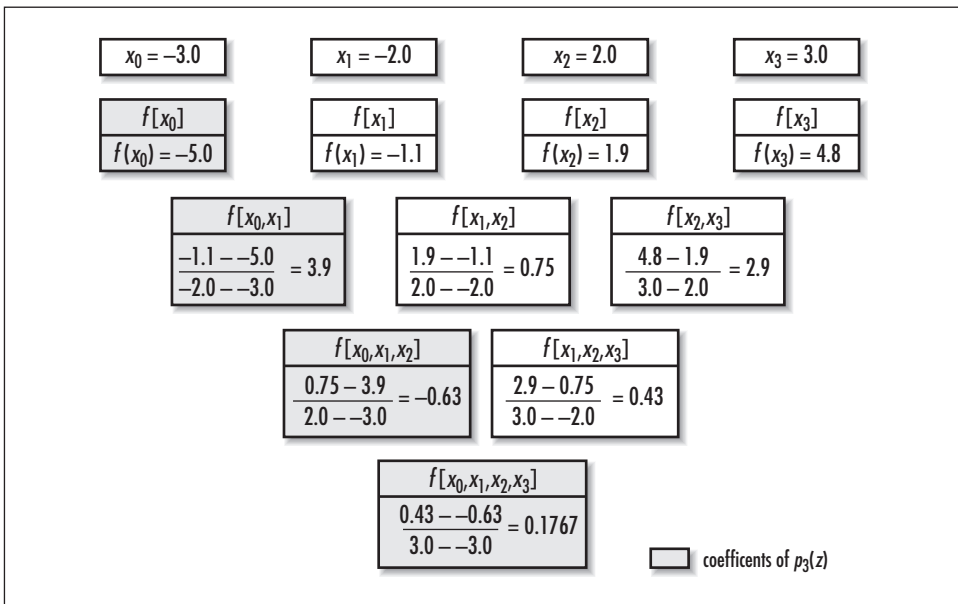 x₀ = –3.0
x₁ = –2.0
x₂ = 2.0
x₃ = 3.0
f[x₀]
f(x₀) = –5.0
f[x₁]
f(x₁) = –1.1
f[x₂]
f(x₂) = 1.9
f[x₃]
f(x₃) = 4.8
f[x₀,x₁]
–1.1 – –5.0
–2.0 – –3.0
= 3.9
f[x₁,x₂]
1.9 – –1.1
2.0 – –2.0
= 0.75
f[x₂,x₃]
4.8 – 1.9
3.0 – 2.0
= 2.9
f[x₀,x₁,x₂]
0.75 – 3.9
2.0 – –3.0
= –0.63
f[x₁,x₂,x₃]
2.9 – 0.75
3.0 – –2.0
= 0.43
f[x₀,x₁,x₂,x₃]
0.43 – –0.63
3.0 – –3.0
= 0.1767
coefficents of p₃(z)